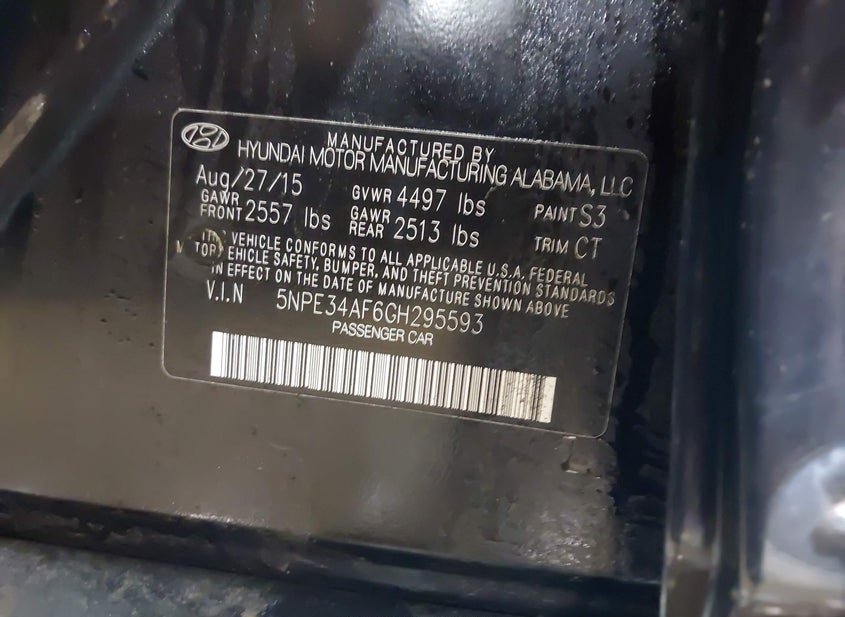 MANUFACTURED BY
HYUNDAI MOTOR MANUFACTURING ALABAMA, LLC
Aug/27/15 GVWR 4497 lbs PAINT S3
GAWR FRONT 2557 lbs GAWR REAR 2513 lbs TRIM CT
THIS VEHICLE CONFORMS TO ALL APPLICABLE U.S.A. FEDERAL
MOTOR VEHICLE SAFETY, BUMPER, AND THEFT PREVENTION STANDARDS
IN EFFECT ON THE DATE OF MANUFACTURE SHOWN ABOVE
V.I.N 5NPE34AF6GH295593
PASSENGER CAR